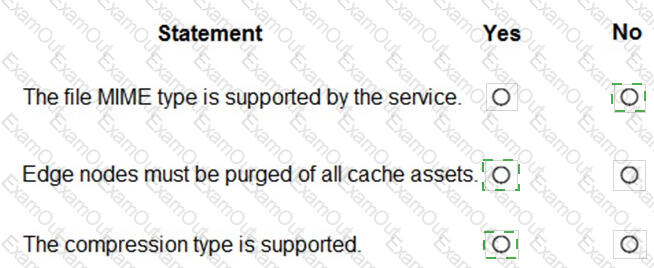 Statement Yes No
The file MIME type is supported by the service.
Edge nodes must be purged of all cache assets.
The compression type is supported.